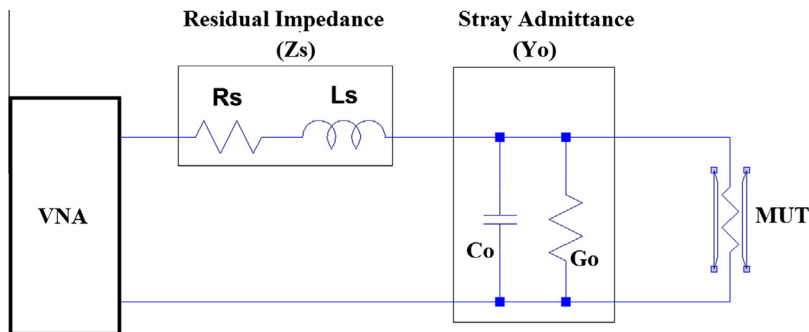 Residual Impedance
(Zs)
Stray Admittance
(Yo)
Rs
Ls
VNA
Co
Go
MUT